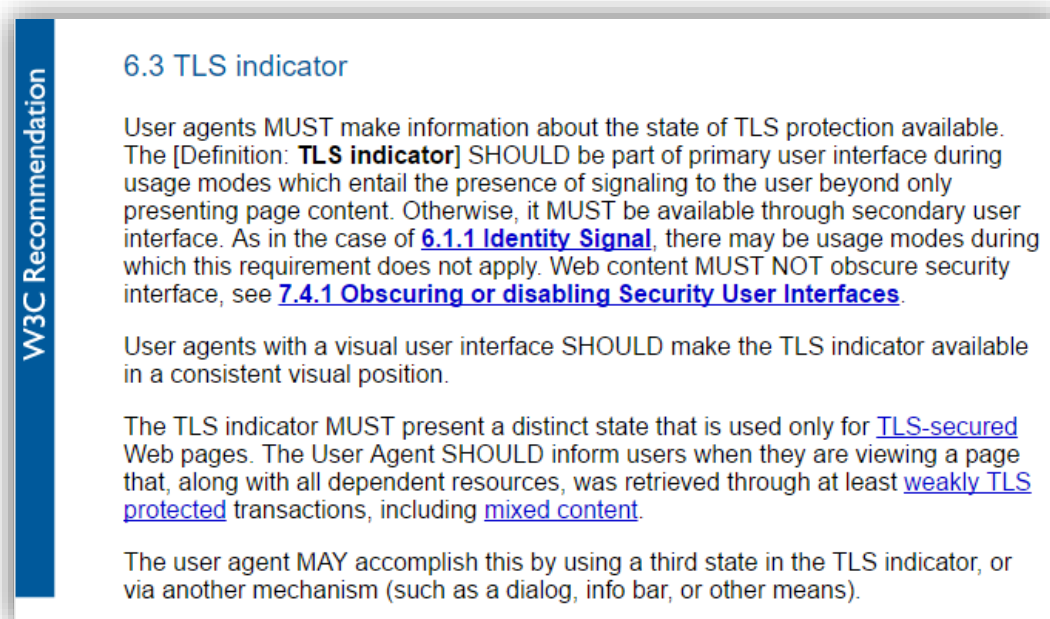 W3C Recommendation
6.3 TLS indicator
User agents MUST make information about the state of TLS protection available.
The [Definition: TLS indicator] SHOULD be part of primary user interface during
usage modes which entail the presence of signaling to the user beyond only
presenting page content. Otherwise, it MUST be available through secondary user
interface. As in the case of 6.1.1 Identity Signal, there may be usage modes during
which this requirement does not apply. Web content MUST NOT obscure security
interface, see 7.4.1 Obscuring or disabling Security User Interfaces.
User agents with a visual user interface SHOULD make the TLS indicator available
in a consistent visual position.
The TLS indicator MUST present a distinct state that is used only for TLS-secured
Web pages. The User Agent SHOULD inform users when they are viewing a page
that, along with all dependent resources, was retrieved through at least weakly TLS
protected transactions, including mixed content.
The user agent MAY accomplish this by using a third state in the TLS indicator, or
via another mechanism (such as a dialog, info bar, or other means).